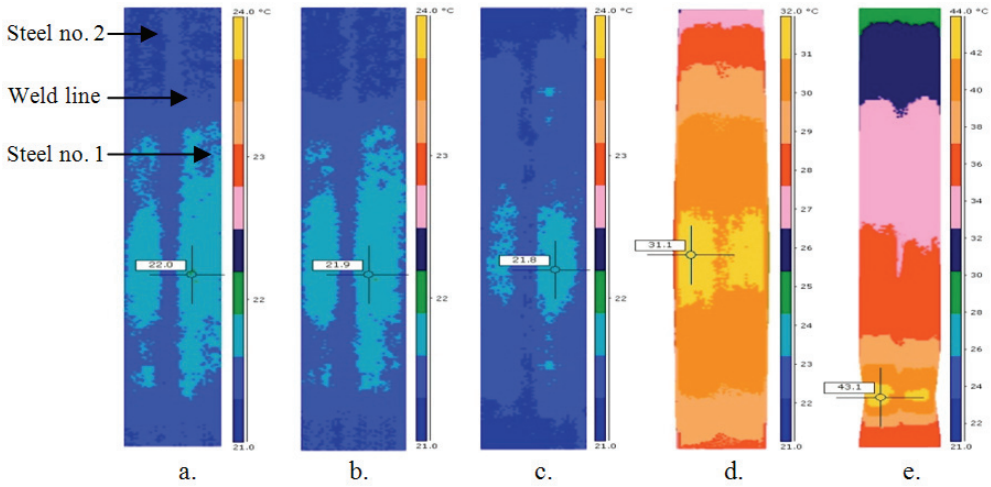 Steel no. 2
Weld line
Steel no. 1
24.0 °C
23
22
21.0
22.0
a.
24.0 °C
23
22
21.0
21.9
b.
24.0 °C
23
22
21.0
21.8
c.
32.0 °C
31
30
29
28
27
26
25
24
23
22
21.0
31.1
d.
44.0 °C
42
40
38
36
34
32
30
28
26
24
22
21.0
43.1
e.